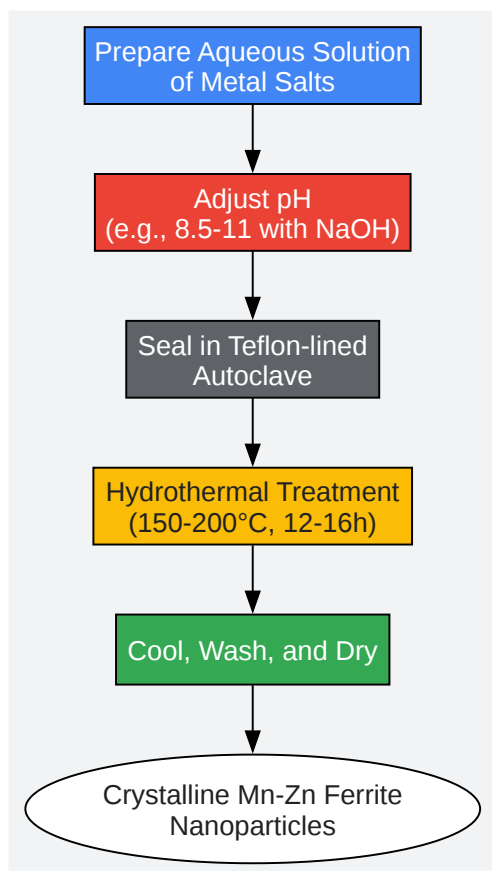 Prepare Aqueous Solution
of Metal Salts
Adjust pH
(e.g., 8.5-11 with NaOH)
Seal in Teflon-lined
Autoclave
Hydrothermal Treatment
(150-200°C, 12-16h)
Cool, Wash, and Dry
Crystalline Mn-Zn Ferrite
Nanoparticles